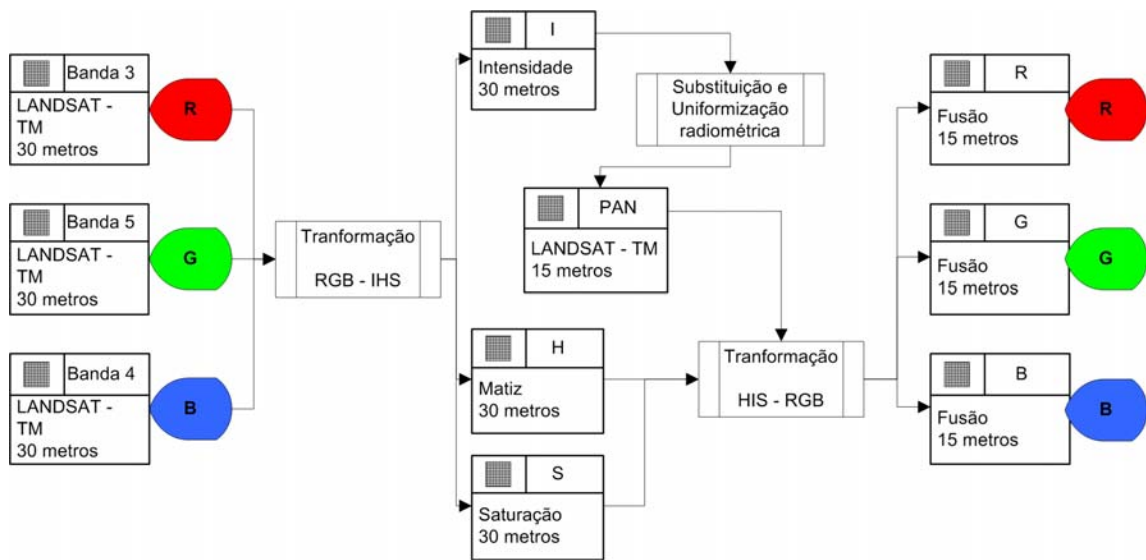 Banda 3
LANDSAT -
TM
30 metros
R
Banda 5
LANDSAT -
TM
30 metros
G
Banda 4
LANDSAT -
TM
30 metros
B
Tranformação
RGB - IHS
I
Intensidade
30 metros
Substituição e
Uniformização
radiométrica
PAN
LANDSAT - TM
15 metros
H
Matiz
30 metros
S
Saturação
30 metros
Tranformação
HIS - RGB
R
Fusão
15 metros
R
G
Fusão
15 metros
G
B
Fusão
15 metros
B